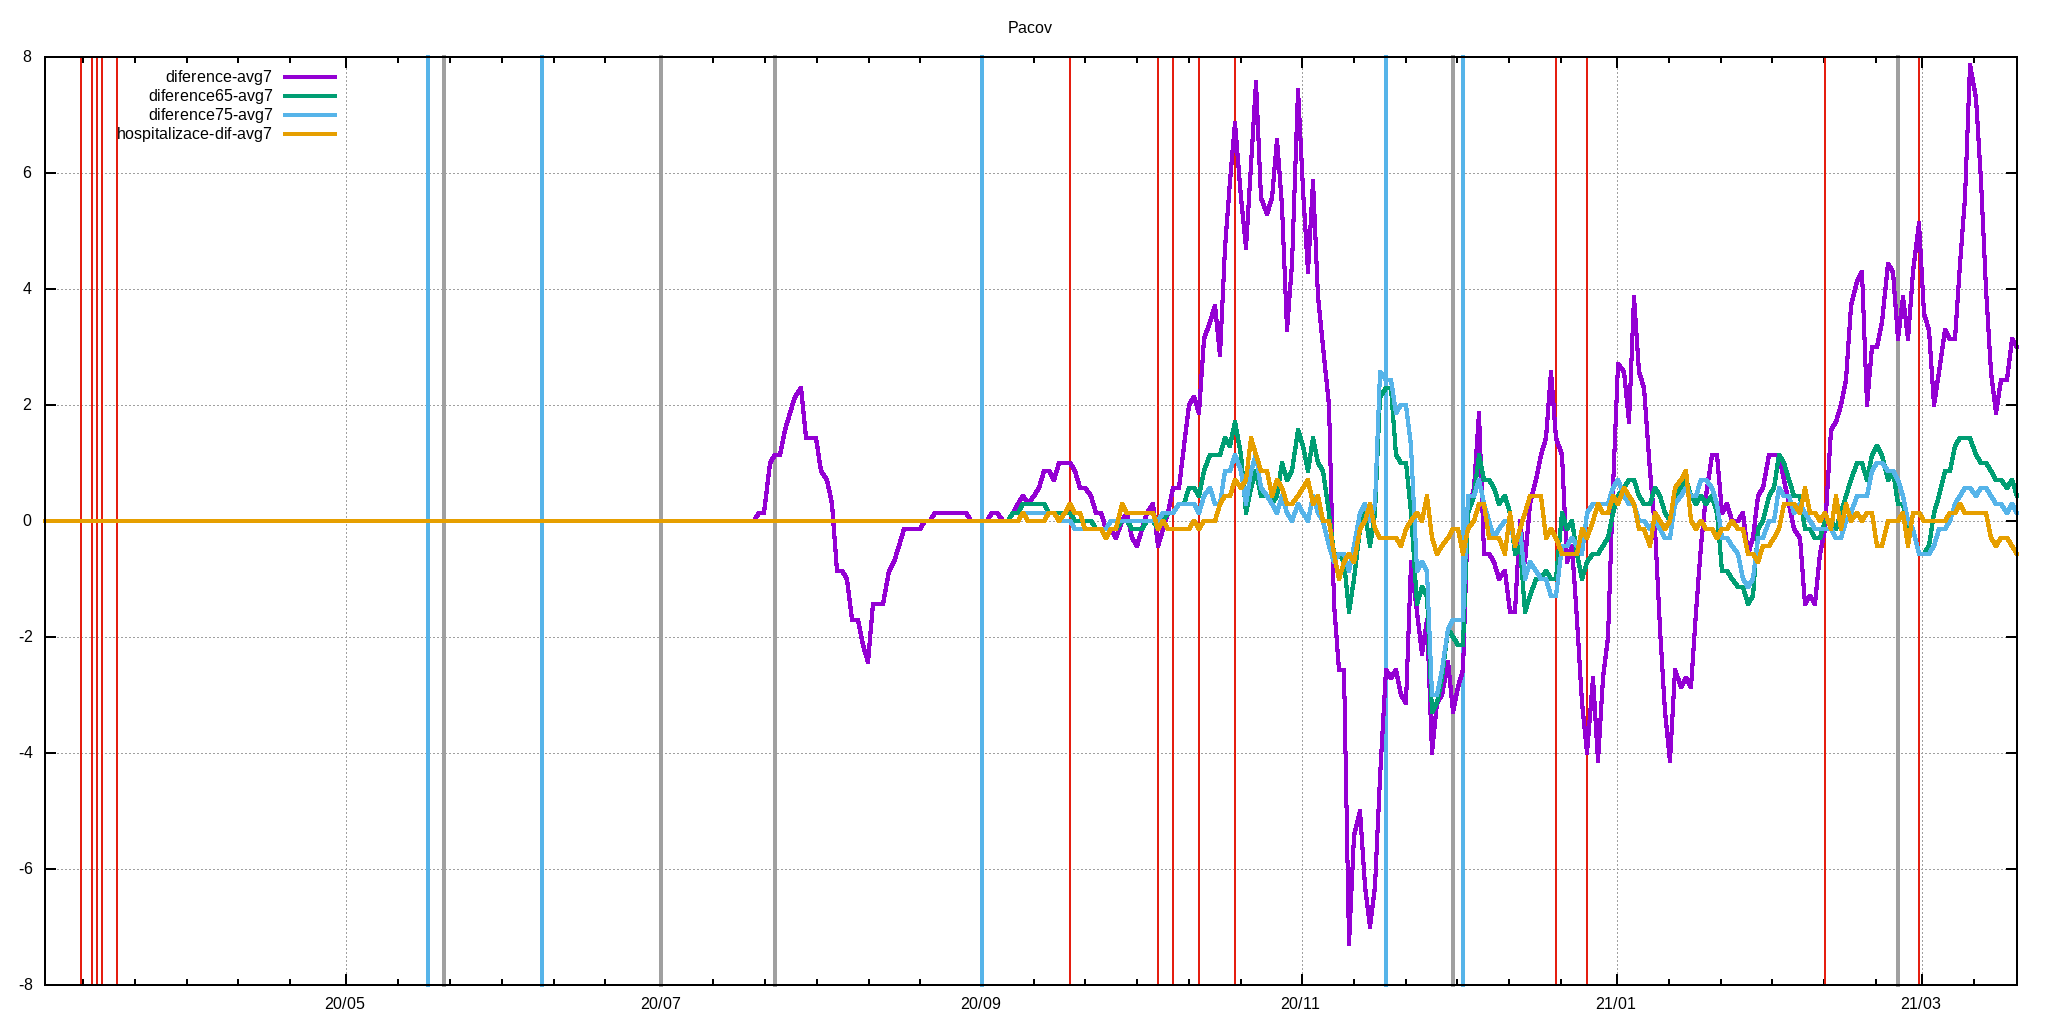 Pacov
diference-avg7
diference65-avg7
diference75-avg7
hospitalizace-dif-avg7
8
6
4
2
0
-2
-4
-6
-8
20/05 20/07 20/09 20/11 21/01 21/03